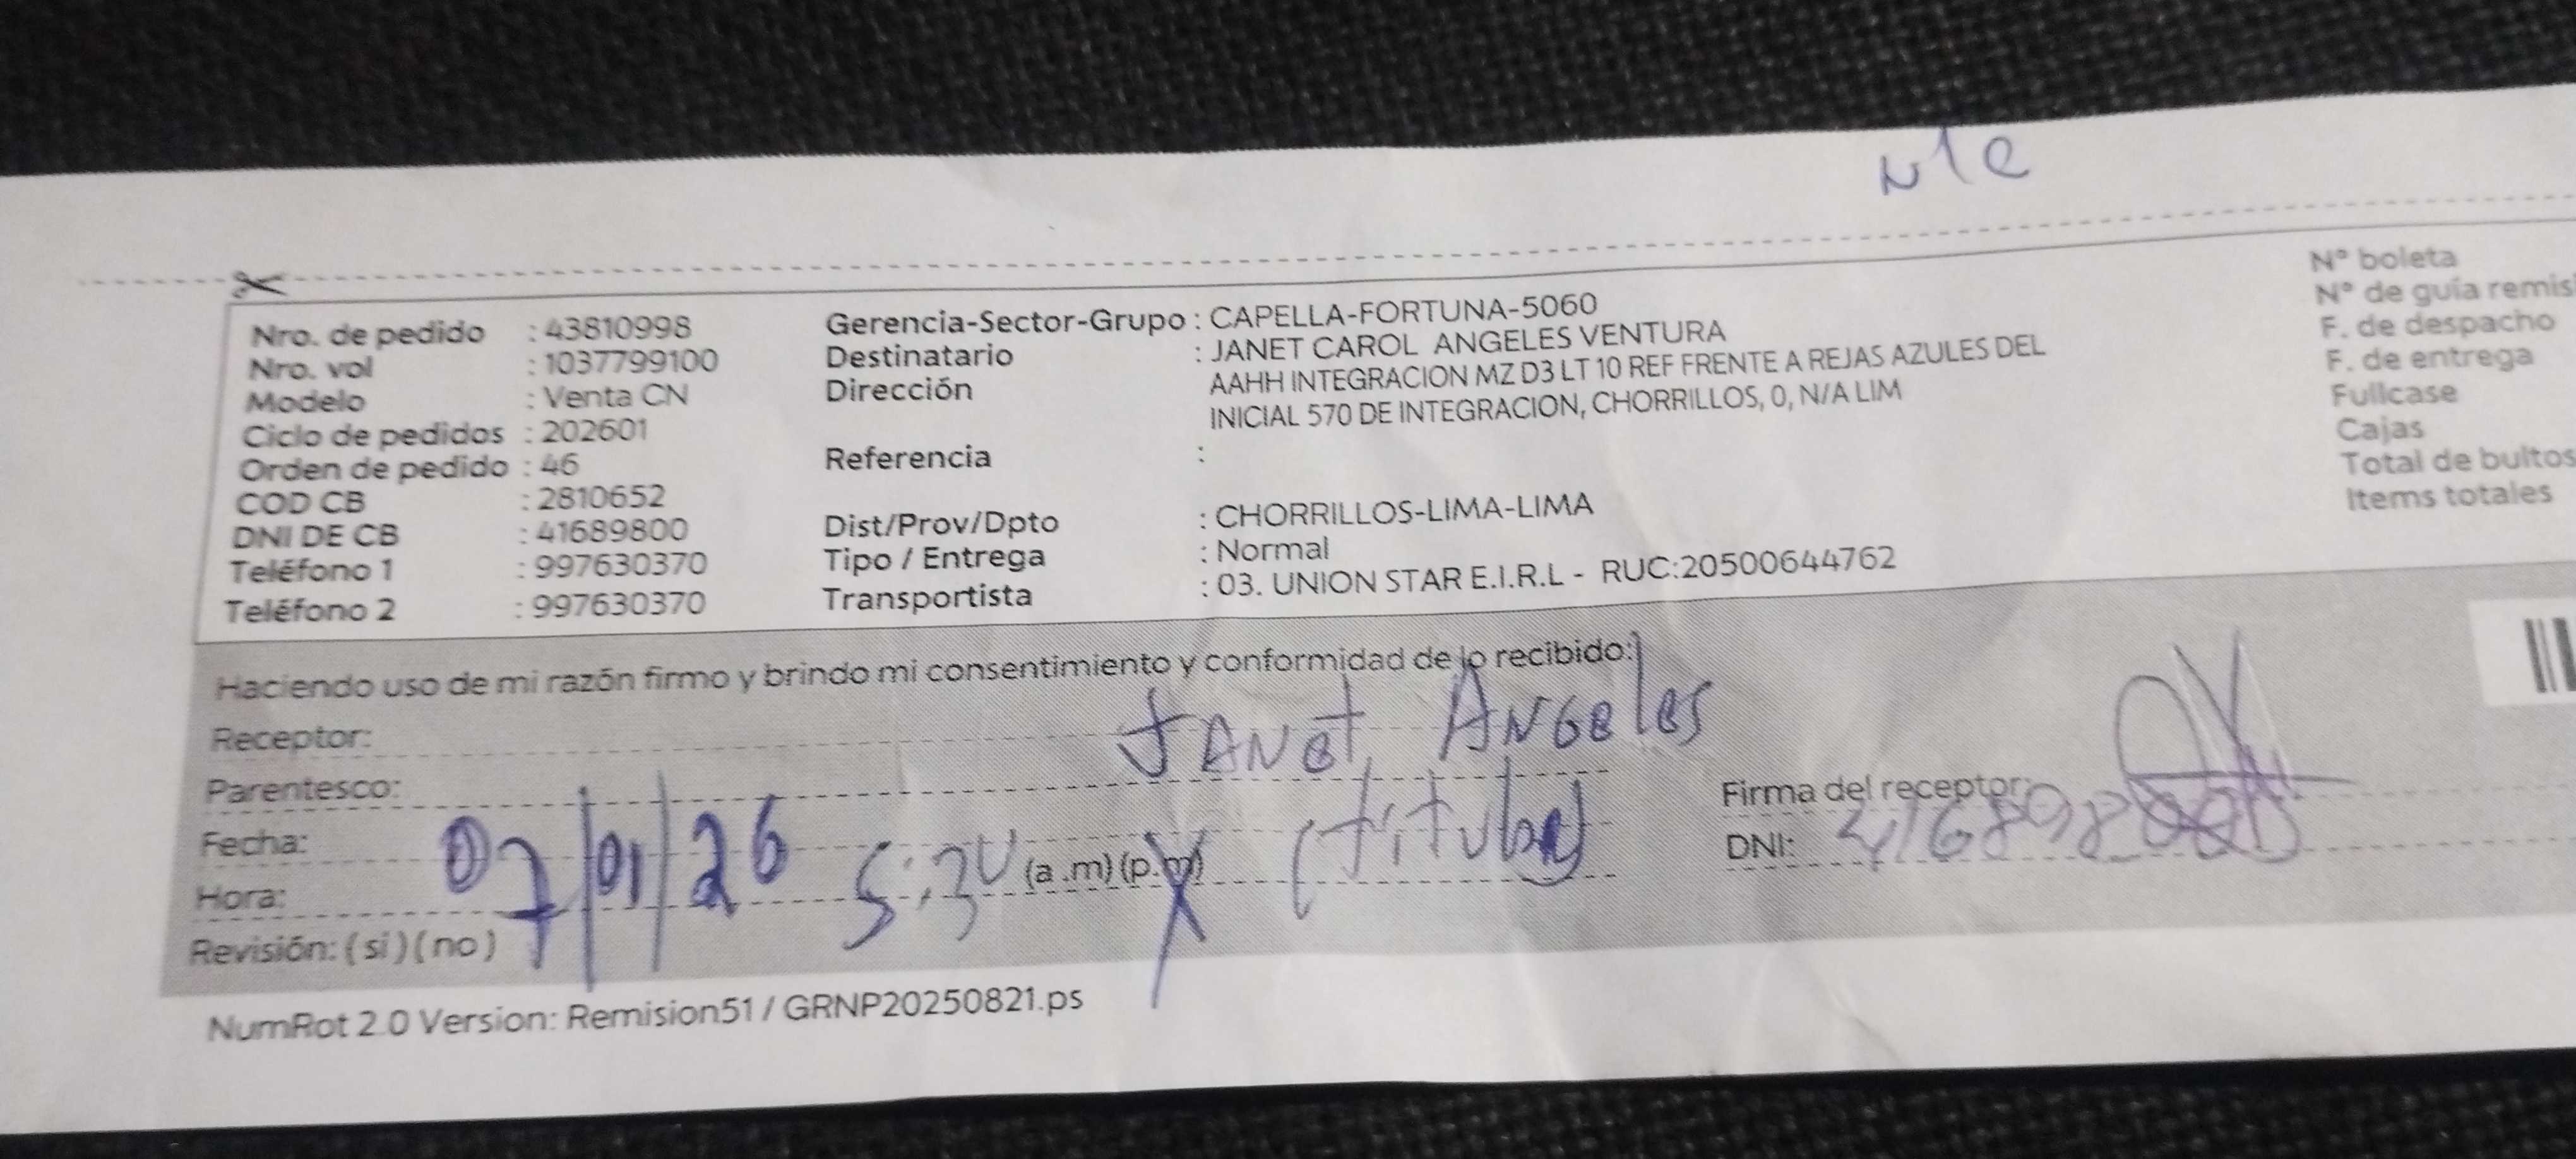 N1e
Nro. de pedido : 43810998
Nro. vol : 1037799100
Modelo : Venta CN
Ciclo de pedidos : 202601
Orden de pedido : 46
COD CB : 2810652
DNI DE CB : 41689800
Teléfono 1 : 997630370
Teléfono 2 : 997630370
Gerencia-Sector-Grupo : CAPELLA-FORTUNA-5060
Destinatario : JANET CAROL ANGELES VENTURA
Dirección AAHH INTEGRACION MZ D3 LT 10 REF FRENTE A REJAS AZULES DEL
INICIAL 570 DE INTEGRACION, CHORRILLOS, 0, N/A LIM
Referencia :
Dist/Prov/Dpto : CHORRILLOS-LIMA-LIMA
Tipo / Entrega : Normal
Transportista : 03. UNION STAR E.I.R.L - RUC:20500644762
N° boleta
N° de guía remis
F. de despacho
F. de entrega
Fullcase
Cajas
Total de bultos
Items totales
Haciendo uso de mi razón firmo y brindo mi consentimiento y conformidad de lo recibido:
Receptor: JANet Angeles
Parentesco: (titular)
Fecha: 07/01/26
Hora: 5:30 (a .m) (p.m)
Revisión: ( si ) ( no )
Firma del receptor:
DNI: 41689800
NumRot 2.0 Version: Remision51 / GRNP20250821.ps